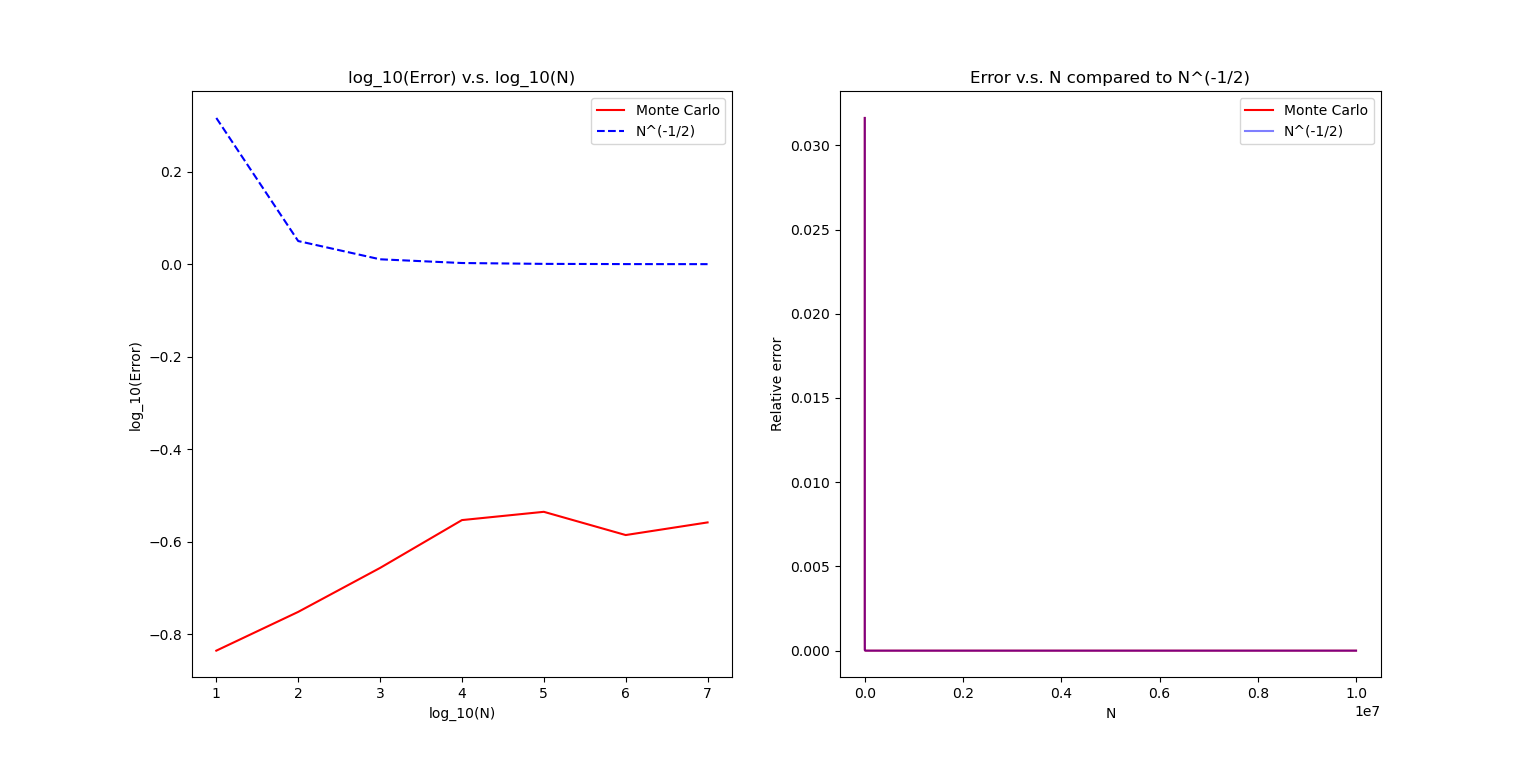 log_10(Error) v.s. log_10(N)
Monte Carlo
N^(-1/2)
0.2
0.0
−0.2
−0.4
−0.6
−0.8
log_10(Error)
1 2 3 4 5 6 7
log_10(N)
Error v.s. N compared to N^(-1/2)
Monte Carlo
N^(-1/2)
0.030
0.025
0.020
0.015
0.010
0.005
0.000
Relative error
0.0 0.2 0.4 0.6 0.8 1.0
1e7
N